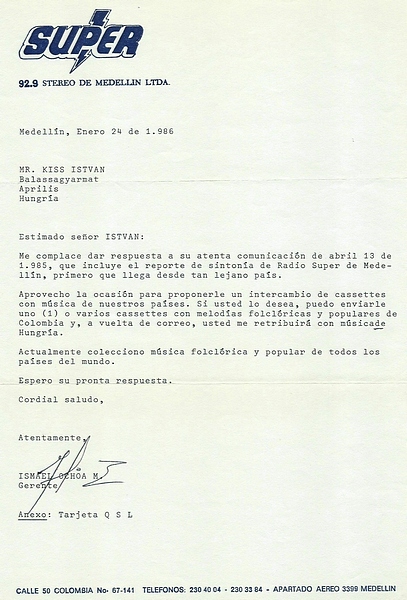 SUPER
92.9 STEREO DE MEDELLIN LTDA.
Medellín, Enero 24 de 1.986
MR. KISS ISTVAN
Balassagyarmat
Aprilis
Hungría
Estimado señor ISTVAN:
Me complace dar respuesta a su atenta comunicación de abril 13 de
1.985, que incluye el reporte de sintonía de Radio Super de Mede-
llín, primero que llega desde tan lejano país.
Aprovecho la ocasión para proponerle un intercambio de cassettes
con música de nuestros países. Si usted lo desea, puedo enviarle
uno (1) o varios cassettes con melodías folclóricas y populares de
Colombia y, a vuelta de correo, usted me retribuirá con músicade
Hungría.
Actualmente colecciono música folclórica y popular de todos los
países del mundo.
Espero su pronta respuesta.
Cordial saludo,
Atentamente,
ISMAEL OCHOA M.
Gerente
Anexo: Tarjeta Q S L
CALLE 50 COLOMBIA No. 67-141 TELEFONOS: 230 40 04 - 230 33 84 - APARTADO AEREO 3399 MEDELLIN